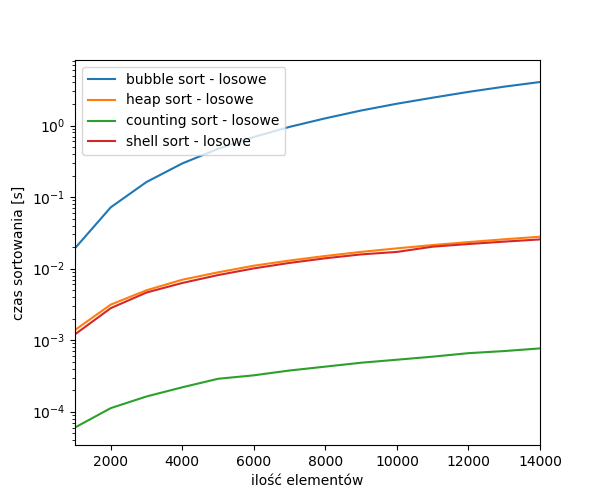 bubble sort - losowe
heap sort - losowe
counting sort - losowe
shell sort - losowe
czas sortowania [s]
10⁰
10⁻¹
10⁻²
10⁻³
10⁻⁴
2000 4000 6000 8000 10000 12000 14000
ilość elementów